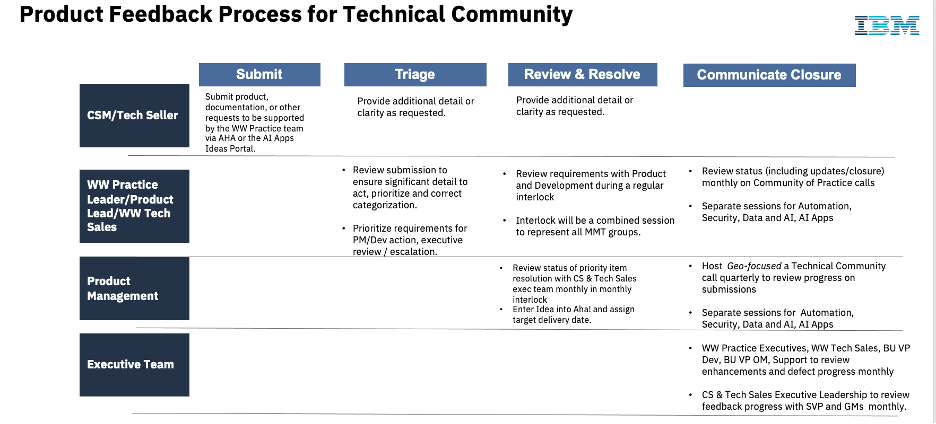 Product Feedback Process for Technical Community
IBM
Submit
Triage
Review & Resolve
Communicate Closure
CSM/Tech Seller
Submit product,
documentation, or other
requests to be supported
by the WW Practice team
via AHA or the AI Apps
Ideas Portal.
Provide additional detail or
clarity as requested.
Provide additional detail or
clarity as requested.
WW Practice
Leader/Product
Lead/WW Tech
Sales
• Review submission to
ensure significant detail to
act, prioritize and correct
categorization.
• Prioritize requirements for
PM/Dev action, executive
review / escalation.
• Review requirements with Product
and Development during a regular
interlock
• Interlock will be a combined session
to represent all MMT groups.
• Review status (including updates/closure)
monthly on Community of Practice calls
• Separate sessions for Automation,
Security, Data and AI, AI Apps
Product
Management
• Review status of priority item
resolution with CS & Tech Sales
exec team monthly in monthly
interlock
• Enter Idea into Aha! and assign
target delivery date.
• Host Geo-focused a Technical Community
call quarterly to review progress on
submissions
• Separate sessions for Automation,
Security, Data and AI, AI Apps
Executive Team
• WW Practice Executives, WW Tech Sales, BU VP
Dev, BU VP OM, Support to review
enhancements and defect progress monthly
• CS & Tech Sales Executive Leadership to review
feedback progress with SVP and GMs monthly.